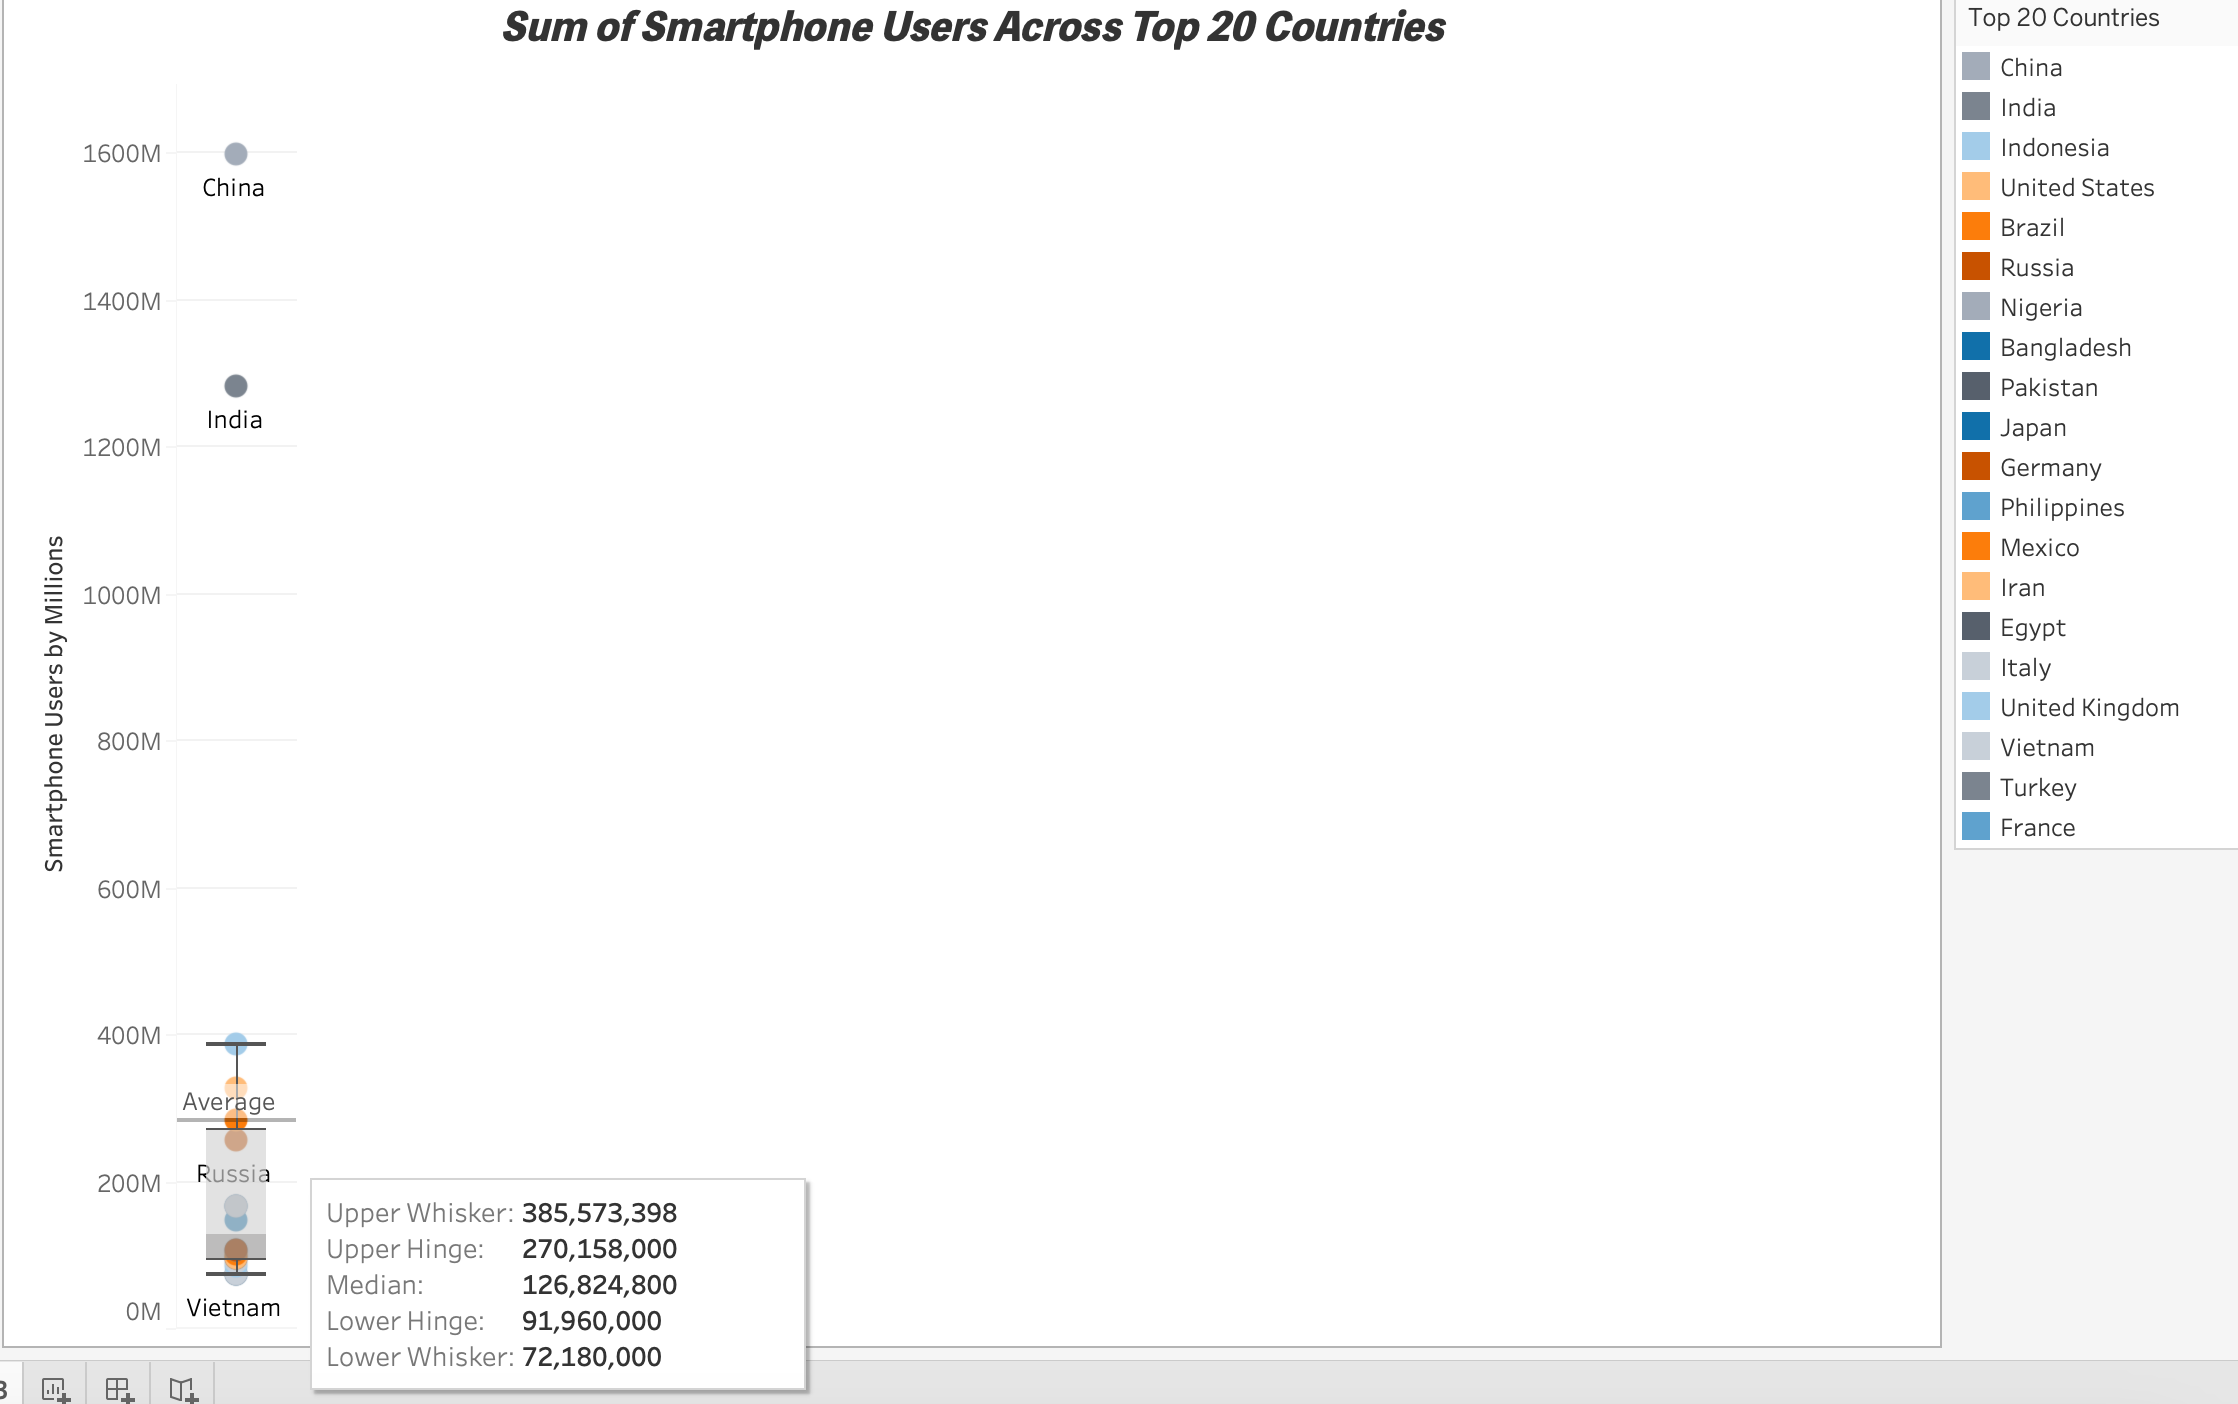 Sum of Smartphone Users Across Top 20 Countries
Smartphone Users by Millions
1600M
1400M
1200M
1000M
800M
600M
400M
200M
0M
China
India
Average
Russia
Vietnam
Upper Whisker: 385,573,398
Upper Hinge: 270,158,000
Median: 126,824,800
Lower Hinge: 91,960,000
Lower Whisker: 72,180,000
Top 20 Countries
China
India
Indonesia
United States
Brazil
Russia
Nigeria
Bangladesh
Pakistan
Japan
Germany
Philippines
Mexico
Iran
Egypt
Italy
United Kingdom
Vietnam
Turkey
France